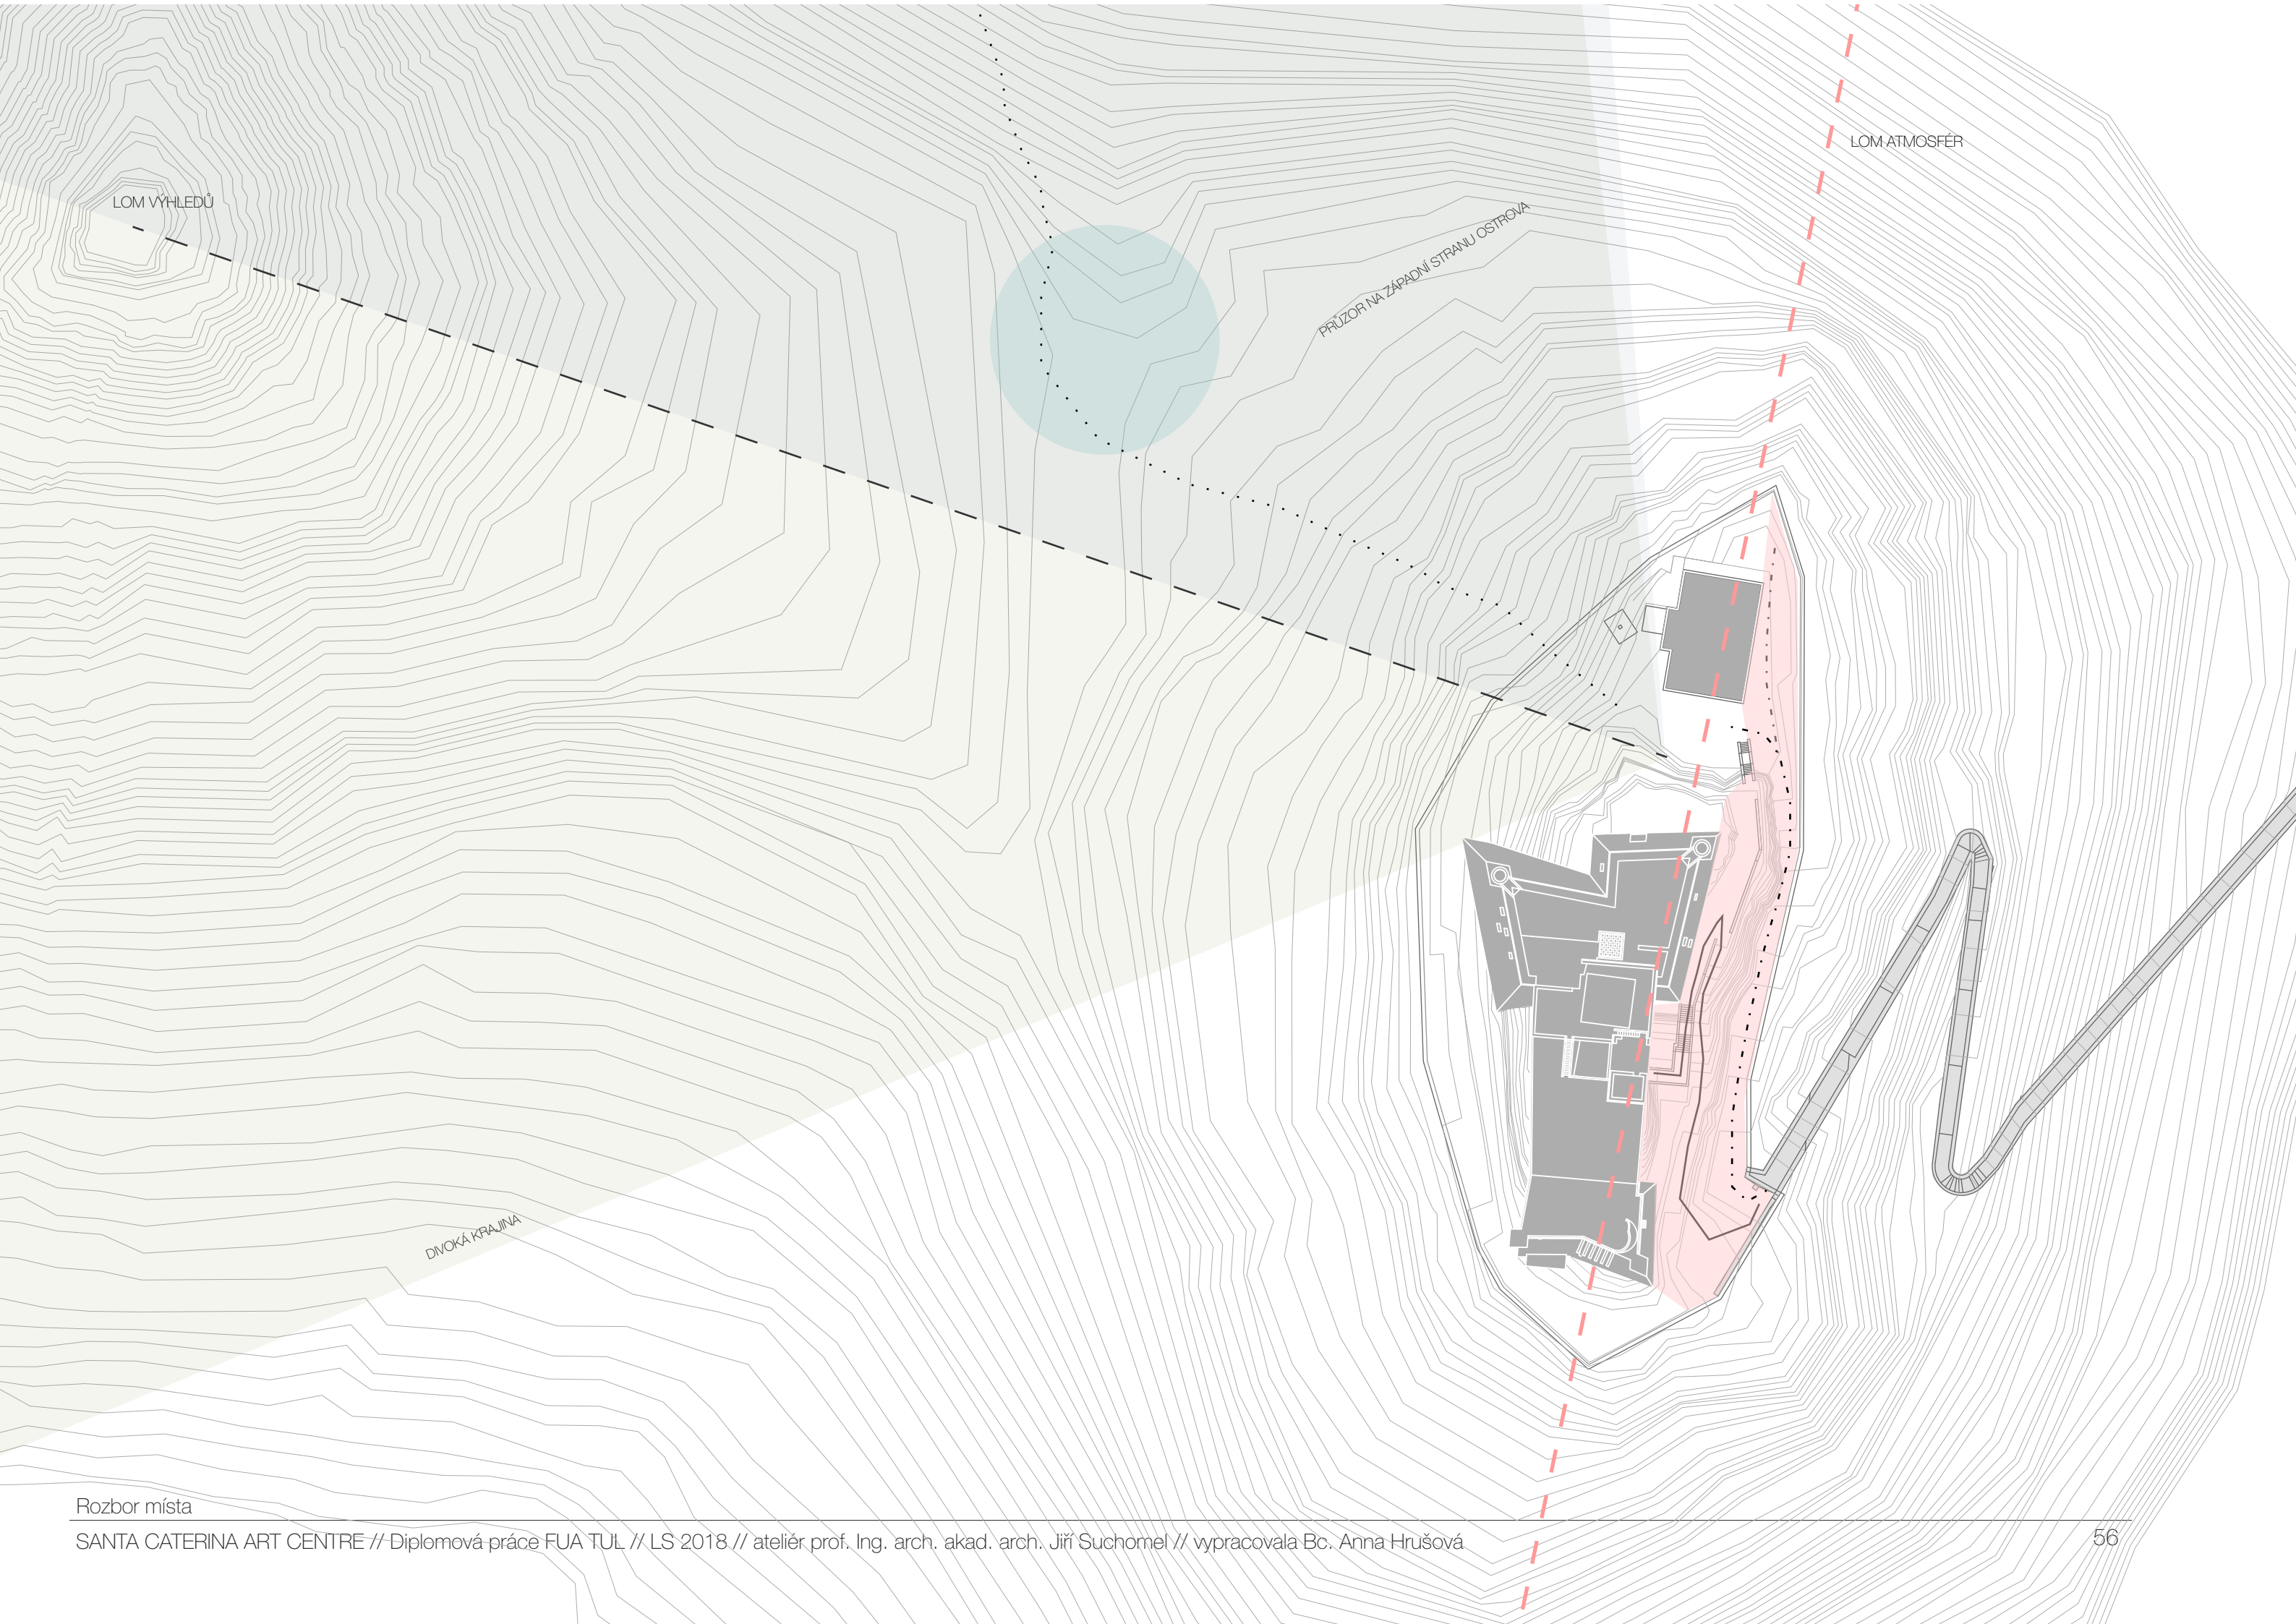 LOM ATMOSFÉR
LOM VÝHLEDŮ
PRŮZOR NA ZÁPADNÍ STRANU OSTROVA
DIVOKÁ KRAJINA
Rozbor místa
SANTA CATERINA ART CENTRE // Diplomová práce FUA TUL // LS 2018 // ateliér prof. Ing. arch. akad. arch. Jiří Suchomel // vypracovala Bc. Anna Hrušová
56